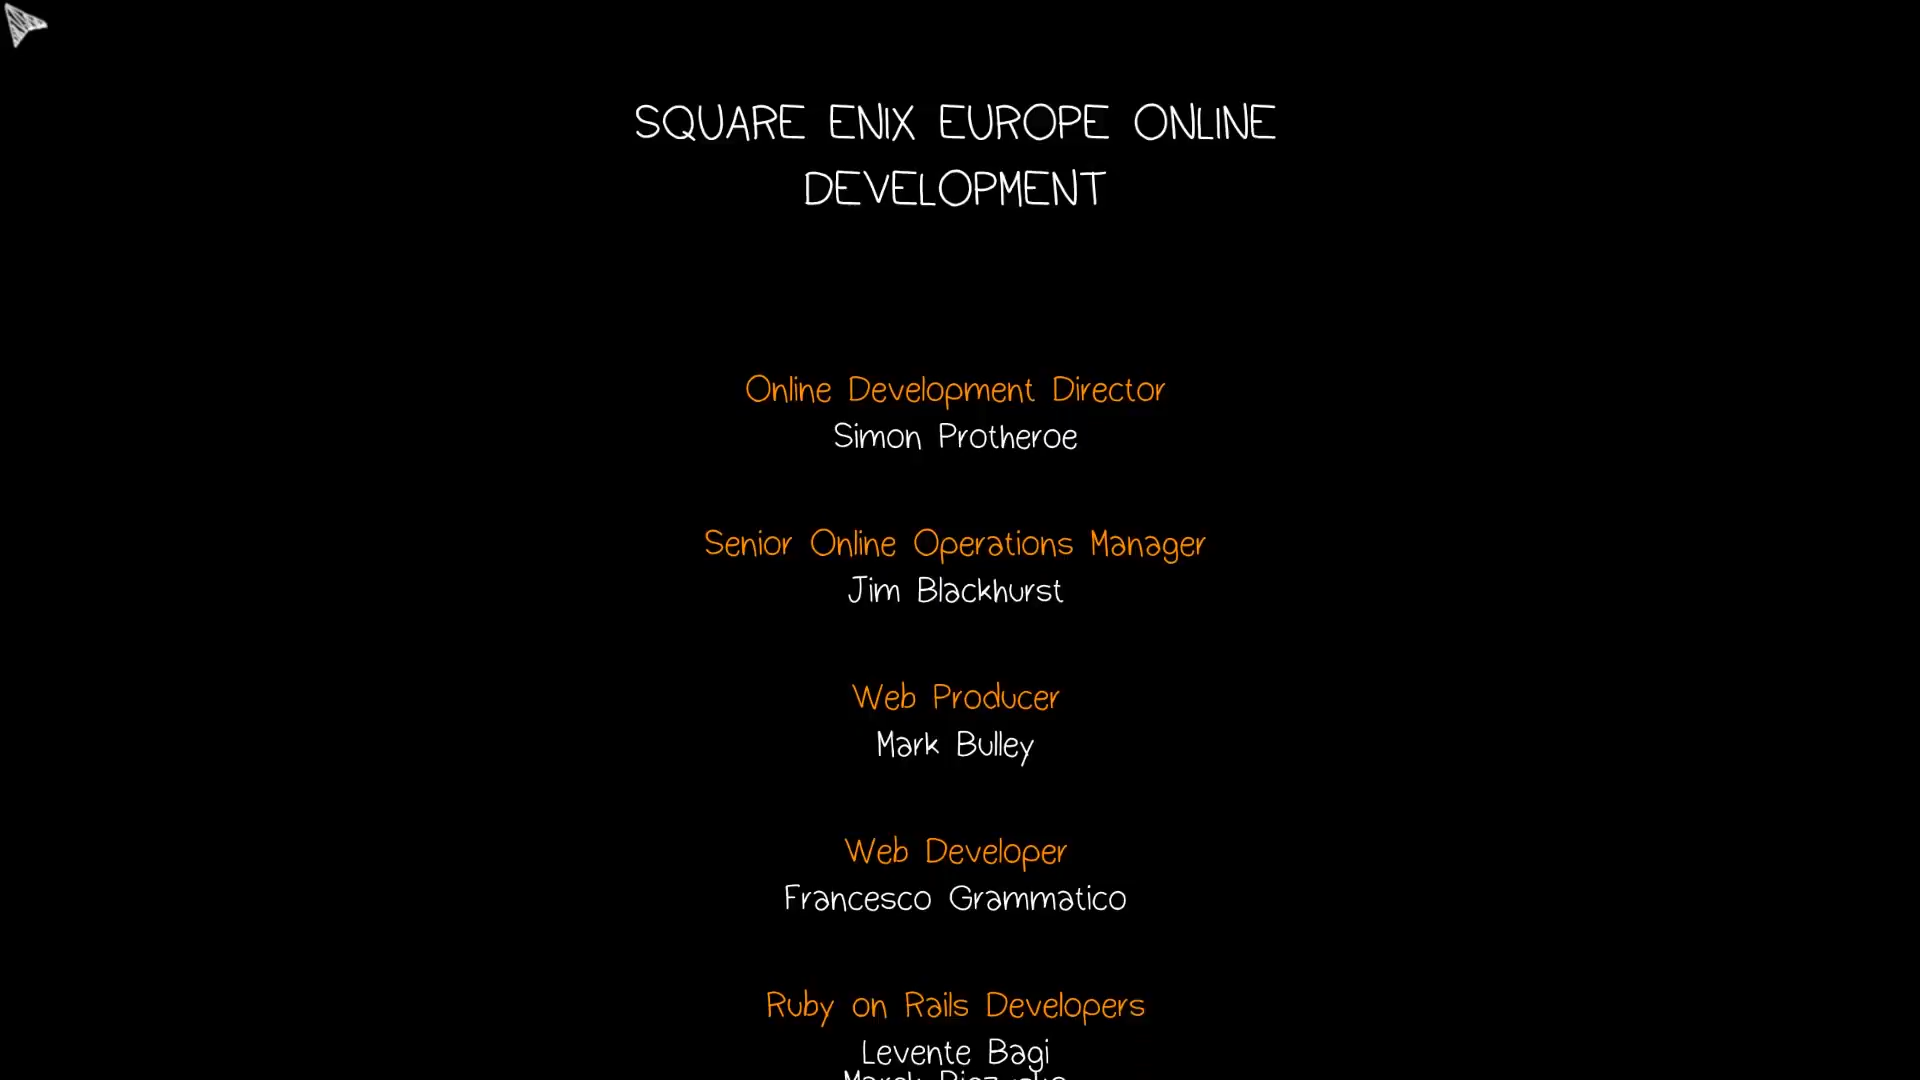 SQUARE ENIX EUROPE ONLINE
DEVELOPMENT
Online Development Director
Simon Protheroe
Senior Online Operations Manager
Jim Blackhurst
Web Producer
Mark Bulley
Web Developer
Francesco Grammatico
Ruby on Rails Developers
Levente Bagi
Marek